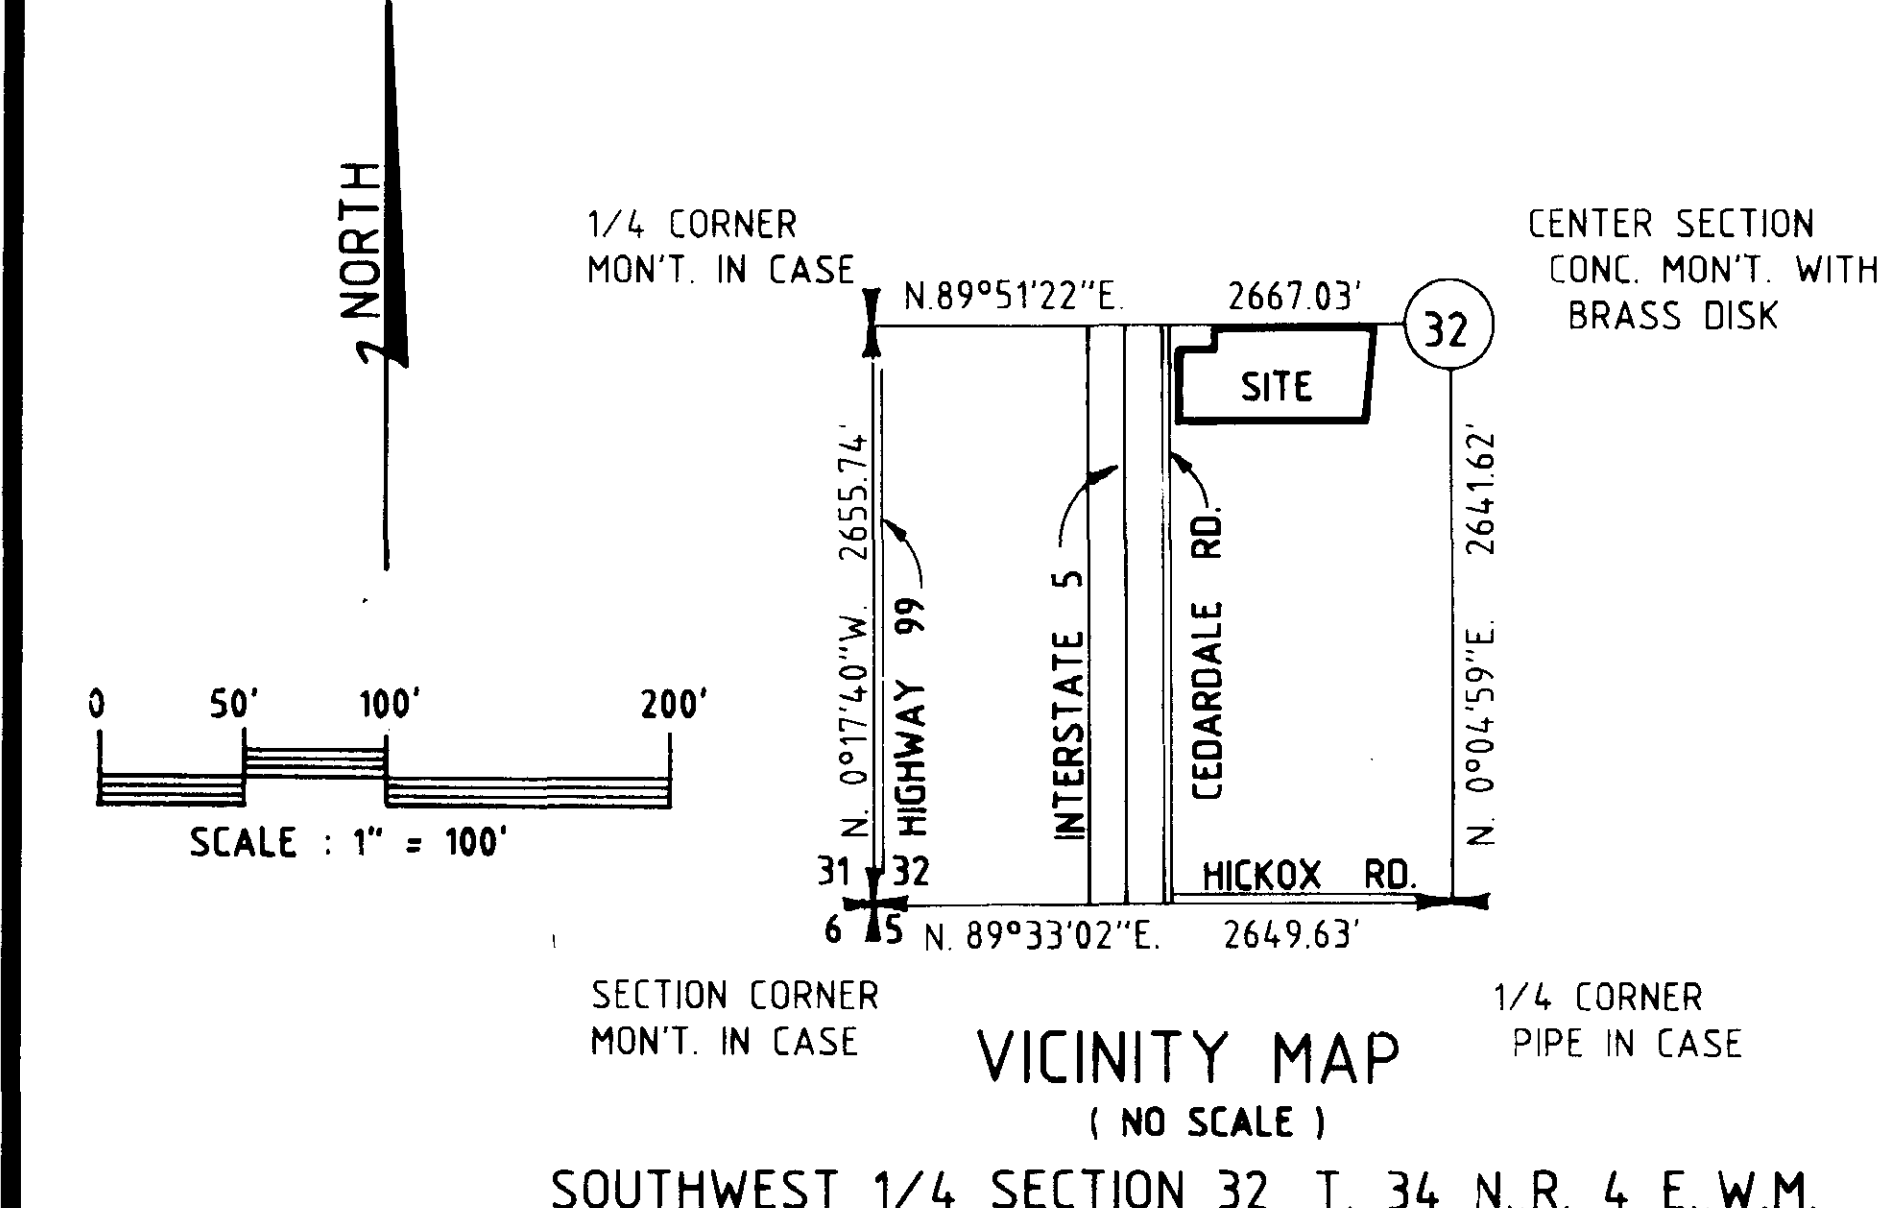 NORTH
1/4 CORNER
MON'T. IN CASE
CENTER SECTION
CONC. MON'T. WITH
BRASS DISK
N.89°51'22"E. 2667.03'
32
SITE
N. 0°17'40"W. 2655.74'
HIGHWAY 99
INTERSTATE 5
CEDARDALE RD.
N. 0°04'59"E. 2641.62'
0 50' 100' 200'
SCALE : 1" = 100'
31 32
HICKOX RD.
6 5
N. 89°33'02"E. 2649.63'
SECTION CORNER
MON'T. IN CASE
1/4 CORNER
PIPE IN CASE
VICINITY MAP
( NO SCALE )
SOUTHWEST 1/4 SECTION 32 T. 34 N.R. 4 E.W.M.